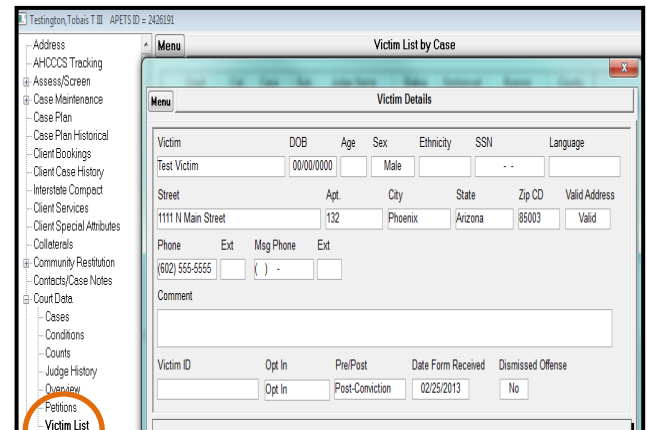 Testington,Tobais T III APETS ID = 2426191
Address
AHCCCS Tracking
Assess/Screen
Case Maintenance
Case Plan
Case Plan Historical
Client Bookings
Client Case History
Interstate Compact
Client Services
Client Special Attributes
Collaterals
Community Restitution
Contacts/Case Notes
Court Data
Cases
Conditions
Counts
Judge History
Overview
Petitions
Victim List
Menu Victim List by Case
X
Menu Victim Details
Victim DOB Age Sex Ethnicity SSN Language
Test Victim 00/00/0000 Male - -
Street Apt. City State Zip CD Valid Address
1111 N Main Street 132 Phoenix Arizona 85003 Valid
Phone Ext Msg Phone Ext
(602) 555-5555 ( ) -
Comment
Victim ID Opt In Pre/Post Date Form Received Dismissed Offense
Opt In Post-Conviction 02/25/2013 No